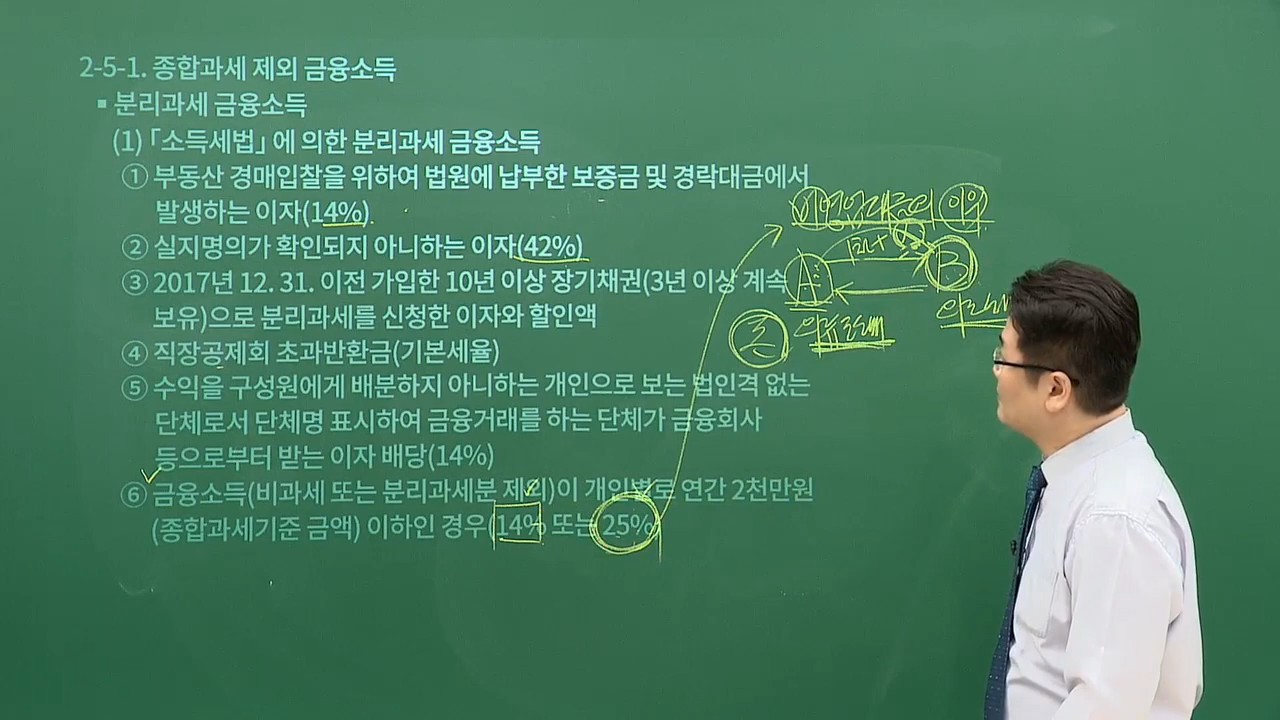 2-5-1. 종합과세 제외 금융소득
▪ 분리과세 금융소득
(1) 「소득세법」에 의한 분리과세 금융소득
① 부동산 경매입찰을 위하여 법원에 납부한 보증금 및 경락대금에서
발생하는 이자(14%)
② 실지명의가 확인되지 아니하는 이자(42%)
③ 2017년 12. 31. 이전 가입한 10년 이상 장기채권(3년 이상 계속
보유)으로 분리과세를 신청한 이자와 할인액
④ 직장공제회 초과반환금(기본세율)
⑤ 수익을 구성원에게 배분하지 아니하는 개인으로 보는 법인격 없는
단체로서 단체명 표시하여 금융거래를 하는 단체가 금융회사
등으로부터 받는 이자 배당(14%)
⑥ 금융소득(비과세 또는 분리과세분 제외)이 개인별로 연간 2천만원
(종합과세기준 금액) 이하인 경우(14% 또는 25%)
비영업대금의 이익
A
B